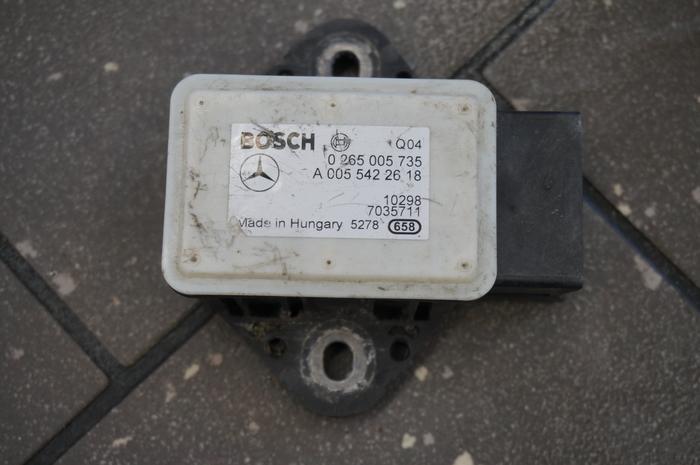 BOSCH Q04
0 265 005 735
A 005 542 26 18
10298
7035711
Made in Hungary 5278 658